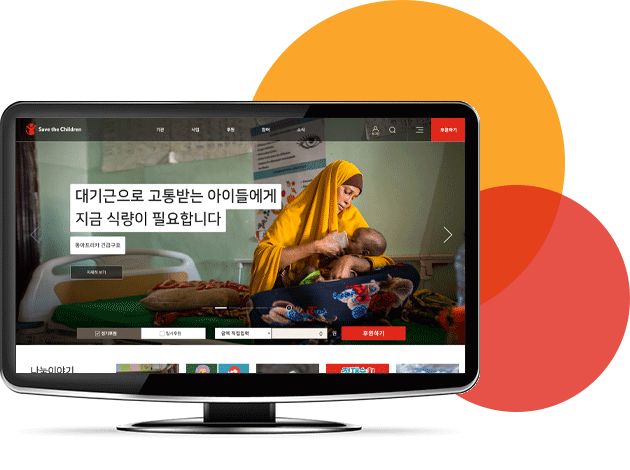 Save the Children
기관 사업 후원 참여 소식
후원하기
대기근으로 고통받는 아이들에게
지금 식량이 필요합니다
동아프리카 긴급구호
자세히 보기
정기후원 일시후원 금액 직접입력 0 원 후원하기
나눔이야기